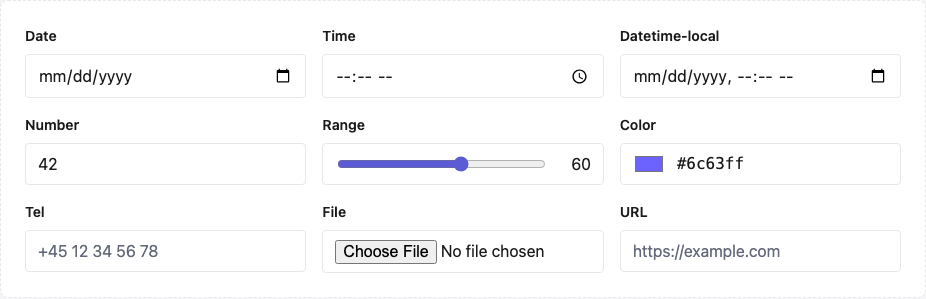 Date
Time
Datetime-local
mm/dd/yyyy
--:-- --
mm/dd/yyyy, --:-- --
Number
Range
Color
42
60
#6c63ff
Tel
File
URL
+45 12 34 56 78
Choose File No file chosen
https://example.com